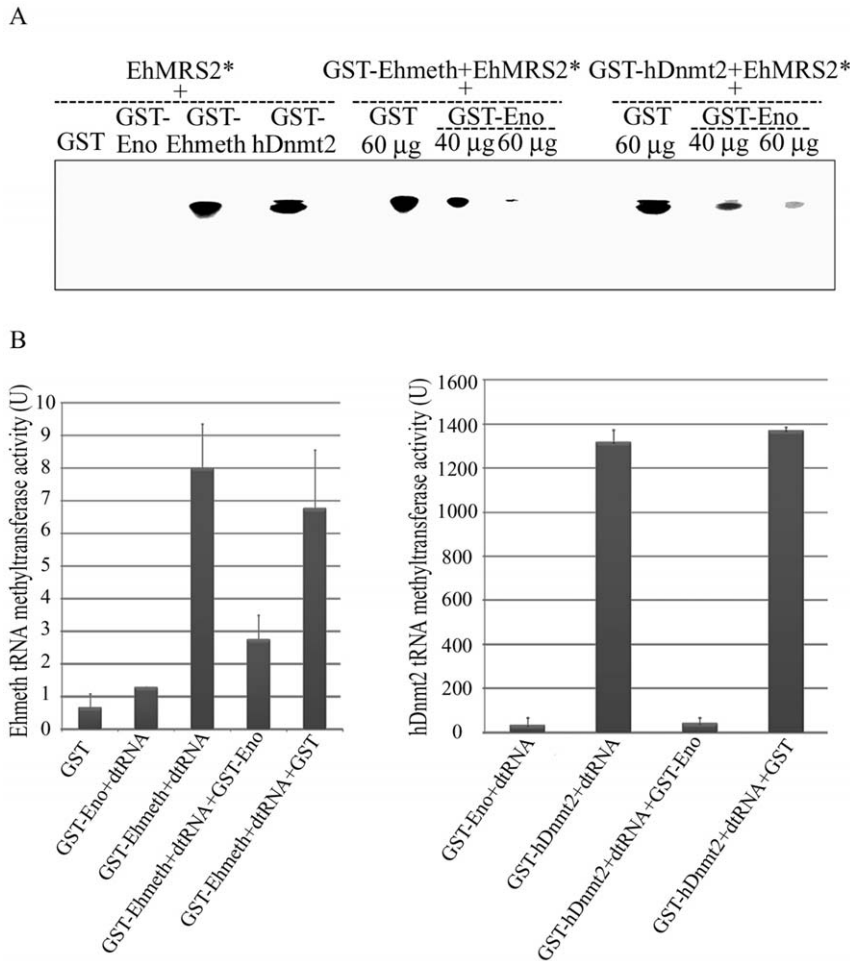 A
EhMRS2* GST-Ehmeth+EhMRS2* GST-hDnmt2+EhMRS2*
+ + +
GST- GST- GST- GST GST-Eno GST GST-Eno
GST Eno Ehmeth hDnmt2 60 µg 40 µg 60 µg 60 µg 40 µg 60 µg
B
Ehmeth tRNA methyltransferase activity (U)
10
9
8
7
6
5
4
3
2
1
0
GST
GST-Eno+dtRNA
GST-Ehmeth+dtRNA
GST-Ehmeth+dtRNA+GST-Eno
GST-Ehmeth+dtRNA+GST
hDnmt2 tRNA methyltransferase activity (U)
1600
1400
1200
1000
800
600
400
200
0
GST-Eno+dtRNA
GST-hDnmt2+dtRNA
GST-hDnmt2+dtRNA+GST-Eno
GST-hDnmt2+dtRNA+GST